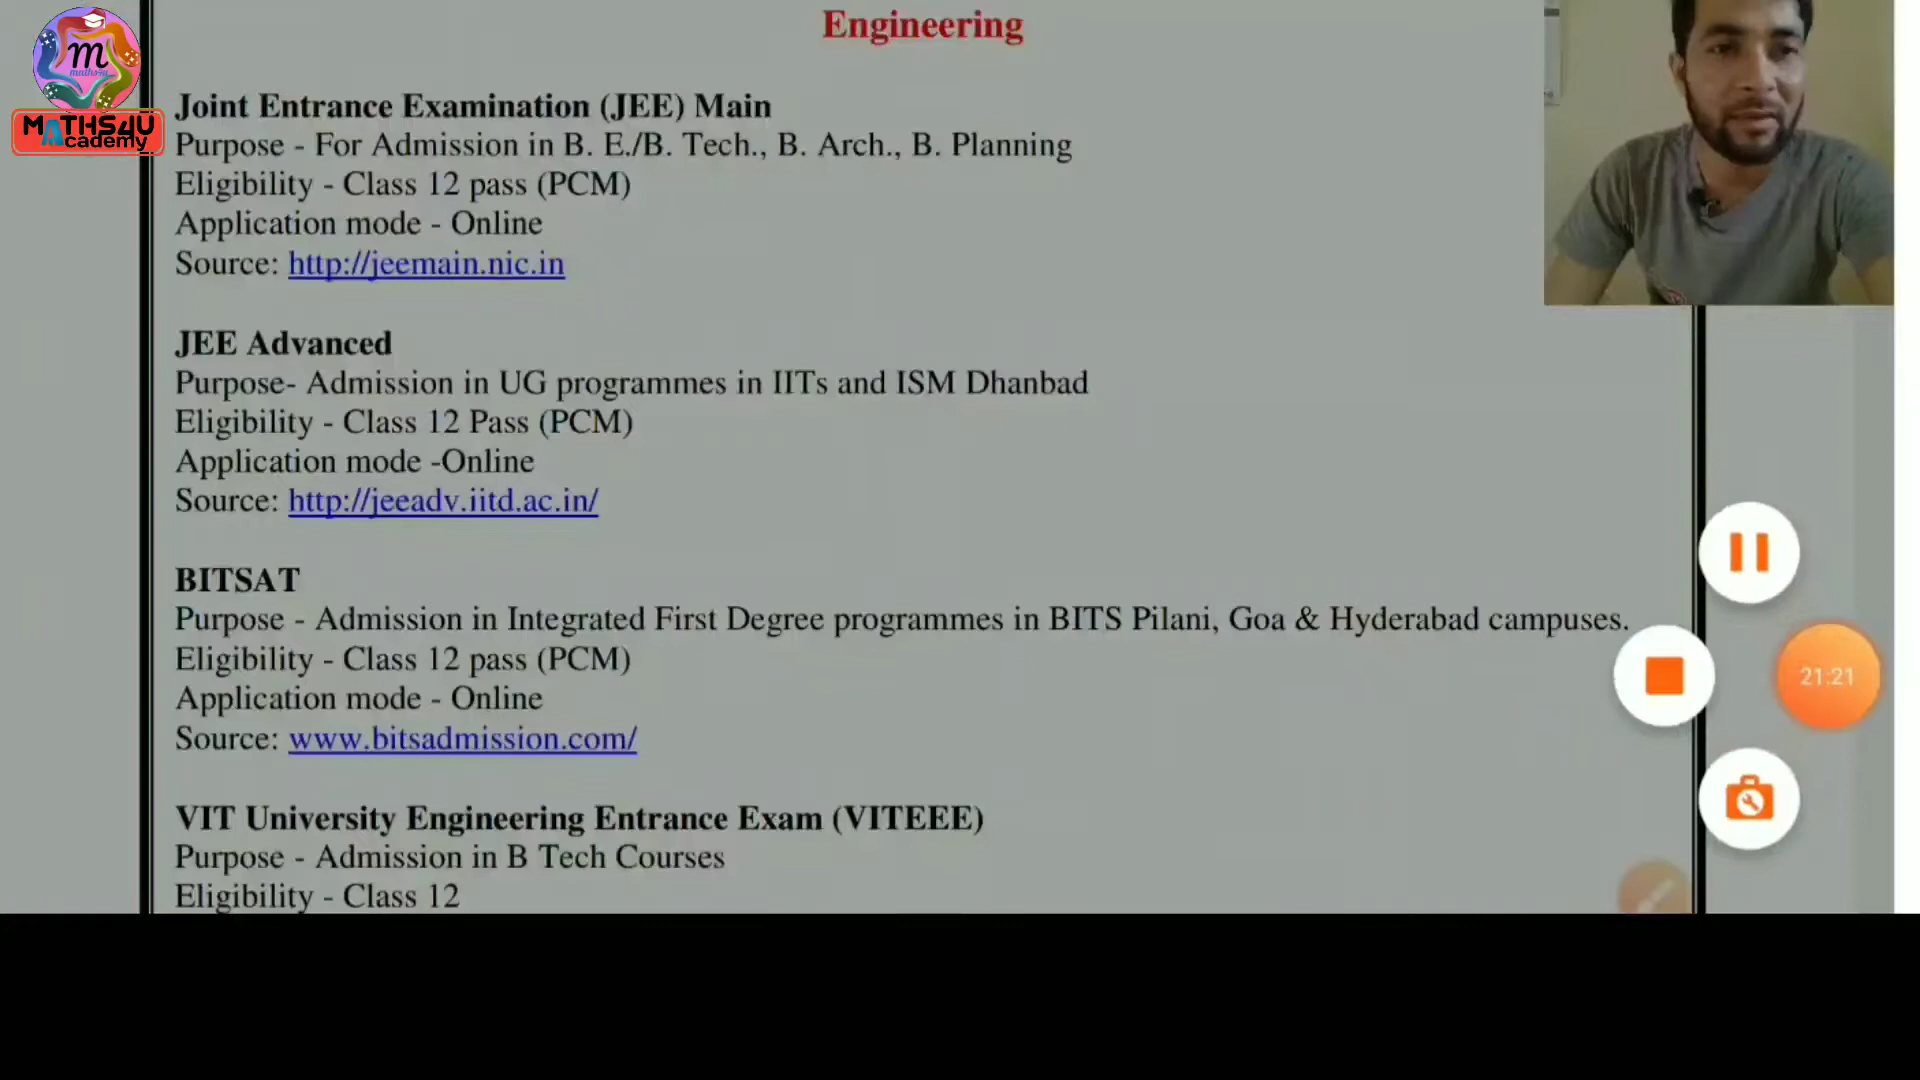 Engineering
m
maths4u
MATHS4U
Academy
Joint Entrance Examination (JEE) Main
Purpose - For Admission in B. E./B. Tech., B. Arch., B. Planning
Eligibility - Class 12 pass (PCM)
Application mode - Online
Source: http://jeemain.nic.in
JEE Advanced
Purpose- Admission in UG programmes in IITs and ISM Dhanbad
Eligibility - Class 12 Pass (PCM)
Application mode -Online
Source: http://jeeadv.iitd.ac.in/
BITSAT
Purpose - Admission in Integrated First Degree programmes in BITS Pilani, Goa & Hyderabad campuses.
Eligibility - Class 12 pass (PCM)
Application mode - Online
Source: www.bitsadmission.com/
21:21
VIT University Engineering Entrance Exam (VITEEE)
Purpose - Admission in B Tech Courses
Eligibility - Class 12